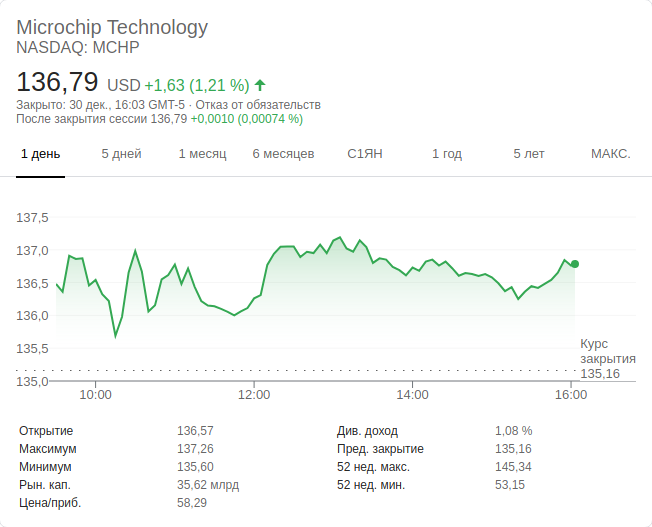 Microchip Technology
NASDAQ: MCHP
136,79 USD +1,63 (1,21 %)
Закрыто: 30 дек., 16:03 GMT-5 · Отказ от обязательств
После закрытия сессии 136,79 +0,0010 (0,00074 %)
1 день 5 дней 1 месяц 6 месяцев С1ЯН 1 год 5 лет МАКС.
137,5
137,0
136,5
136,0
135,5
135,0
Курс
закрытия
135,16
10:00 12:00 14:00 16:00
Открытие 136,57 Див. доход 1,08 %
Максимум 137,26 Пред. закрытие 135,16
Минимум 135,60 52 нед. макс. 145,34
Рын. кап. 35,62 млрд 52 нед. мин. 53,15
Цена/приб. 58,29